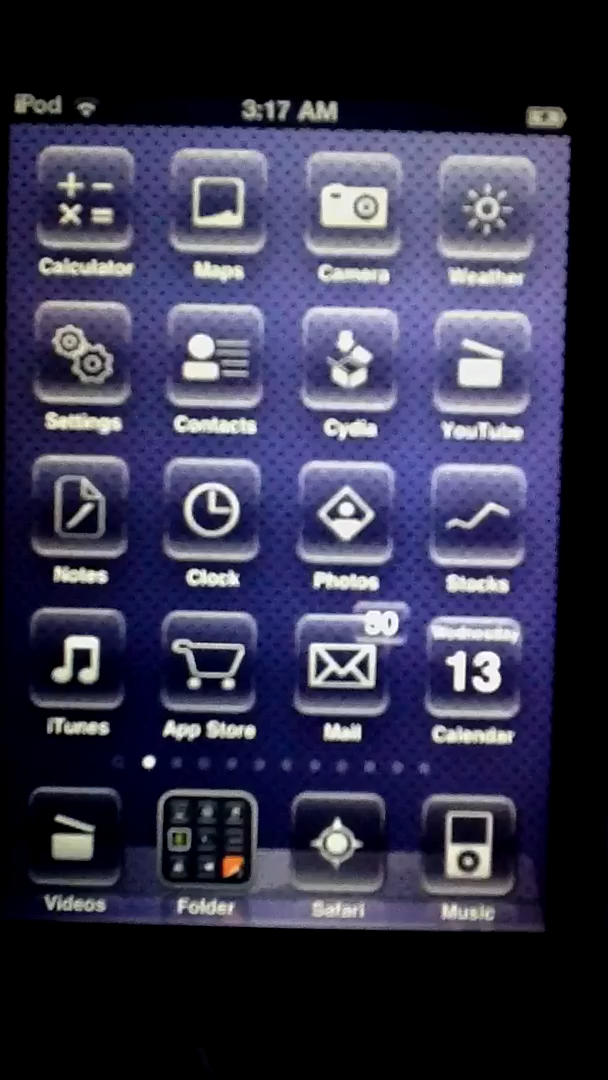 iPod 3:17 AM
Calculator Maps Camera Weather
Settings Contacts Cydia YouTube
Notes Clock Photos Stocks
30
Wednesday
13
iTunes App Store Mail Calendar
Videos Folder Safari Music